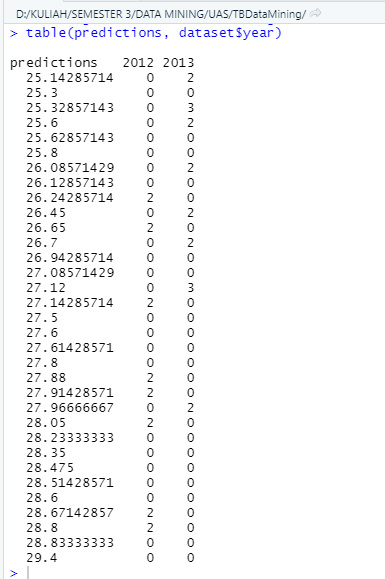 D:/KULIAH/SEMESTER 3/DATA MINING/UAS/TBDataMining/
> table(predictions, dataset$year)
predictions 2012 2013
25.14285714 0 2
25.3 0 0
25.32857143 0 3
25.6 0 2
25.62857143 0 0
25.8 0 0
26.08571429 0 2
26.12857143 0 0
26.24285714 2 0
26.45 0 2
26.65 2 0
26.7 0 2
26.94285714 0 0
27.08571429 0 0
27.12 0 3
27.14285714 2 0
27.5 0 0
27.6 0 0
27.61428571 0 0
27.8 0 0
27.88 2 0
27.91428571 2 0
27.96666667 0 2
28.05 2 0
28.23333333 0 0
28.35 0 0
28.475 0 0
28.51428571 0 0
28.6 0 0
28.67142857 2 0
28.8 2 0
28.83333333 0 0
29.4 0 0
>